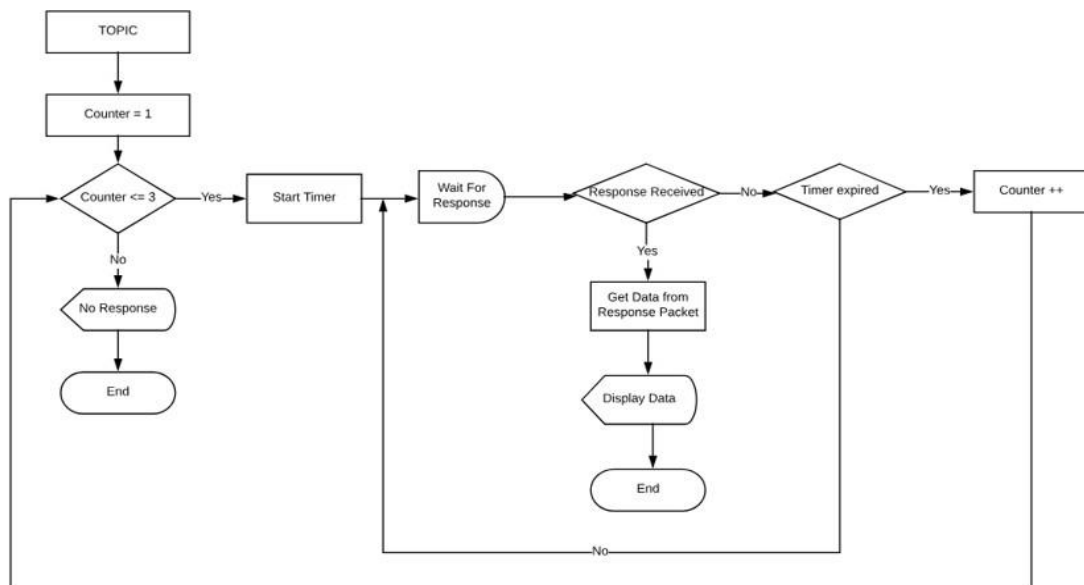 TOPIC
Counter = 1
Counter <= 3
Yes
Start Timer
Wait For
Response
Response Received
No
Timer expired
Yes
Counter ++
No
Yes
No Response
Get Data from
Response Packet
End
Display Data
End
No